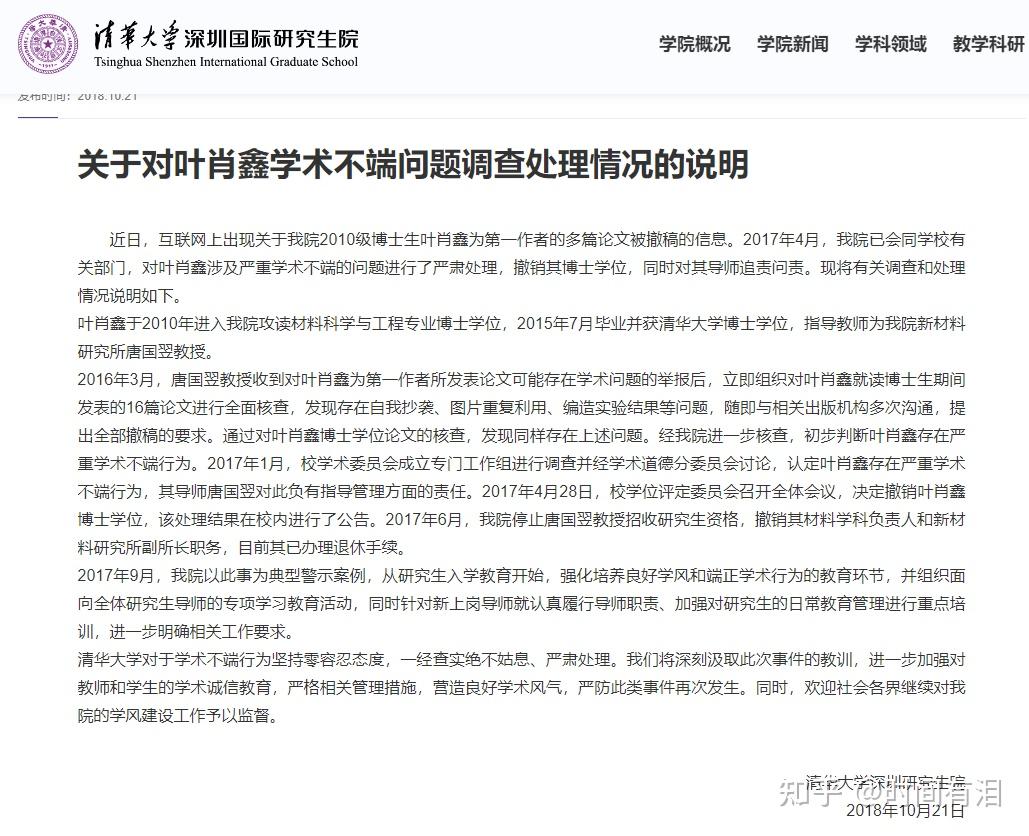 清华大学深圳国际研究生院
Tsinghua Shenzhen International Graduate School
学院概况 学院新闻 学科领域 教学科研
发布时间：2018.10.21
关于对叶肖鑫学术不端问题调查处理情况的说明
近日，互联网上出现关于我院2010级博士生叶肖鑫为第一作者的多篇论文被撤稿的信息。2017年4月，我院已会同学校有
关部门，对叶肖鑫涉及严重学术不端的问题进行了严肃处理，撤销其博士学位，同时对其导师追责问责。现将有关调查和处理
情况说明如下。
叶肖鑫于2010年进入我院攻读材料科学与工程专业博士学位，2015年7月毕业并获清华大学博士学位，指导教师为我院新材料
研究所唐国翌教授。
2016年3月，唐国翌教授收到对叶肖鑫为第一作者所发表论文可能存在学术问题的举报后，立即组织对叶肖鑫就读博士生期间
发表的16篇论文进行全面核查，发现存在自我抄袭、图片重复利用、编造实验结果等问题，随即与相关出版机构多次沟通，提
出全部撤稿的要求。通过对叶肖鑫博士学位论文的核查，发现同样存在上述问题。经我院进一步核查，初步判断叶肖鑫存在严
重学术不端行为。2017年1月，校学术委员会成立专门工作组进行调查并经学术道德分委员会讨论，认定叶肖鑫存在严重学术
不端行为，其导师唐国翌对此负有指导管理方面的责任。2017年4月28日，校学位评定委员会召开全体会议，决定撤销叶肖鑫
博士学位，该处理结果在校内进行了公告。2017年6月，我院停止唐国翌教授招收研究生资格，撤销其材料学科负责人和新材
料研究所副所长职务，目前其已办理退休手续。
2017年9月，我院以此事为典型警示案例，从研究生入学教育开始，强化培养良好学风和端正学术行为的教育环节，并组织面
向全体研究生导师的专项学习教育活动，同时针对新上岗导师就认真履行导师职责、加强对研究生的日常教育管理进行重点培
训，进一步明确相关工作要求。
清华大学对于学术不端行为坚持零容忍态度，一经查实绝不姑息、严肃处理。我们将深刻汲取此次事件的教训，进一步加强对
教师和学生的学术诚信教育，严格相关管理措施，营造良好学术风气，严防此类事件再次发生。同时，欢迎社会各界继续对我
院的学风建设工作予以监督。
清华大学深圳研究生院
知乎 @时间有泪
2018年10月21日